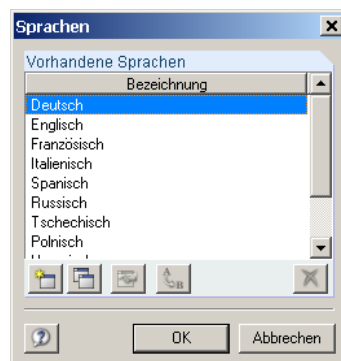 Sprachen
Vorhandene Sprachen
Bezeichnung
Deutsch
Englisch
Französisch
Italienisch
Spanisch
Russisch
Tschechisch
Polnisch
A B
OK
Abbrechen